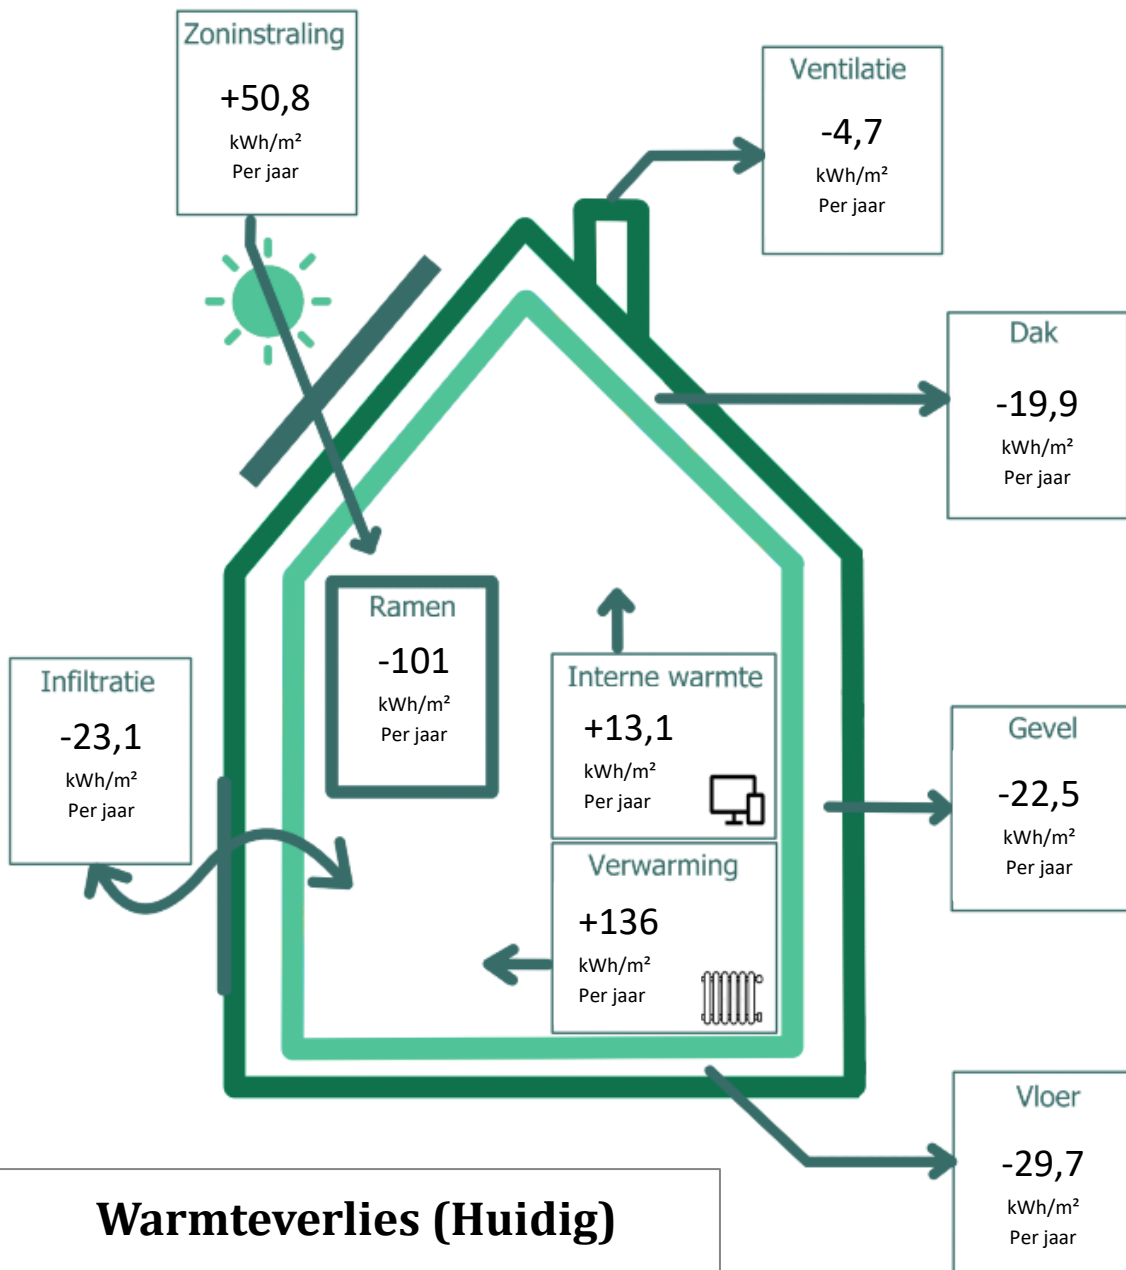 Zoninstraling
+50,8
kWh/m²
Per jaar
Ventilatie
-4,7
kWh/m²
Per jaar
Dak
-19,9
kWh/m²
Per jaar
Ramen
-101
kWh/m²
Per jaar
Infiltratie
-23,1
kWh/m²
Per jaar
Interne warmte
+13,1
kWh/m²
Per jaar
Gevel
-22,5
kWh/m²
Per jaar
Verwarming
+136
kWh/m²
Per jaar
Vloer
-29,7
kWh/m²
Per jaar
Warmteverlies (Huidig)